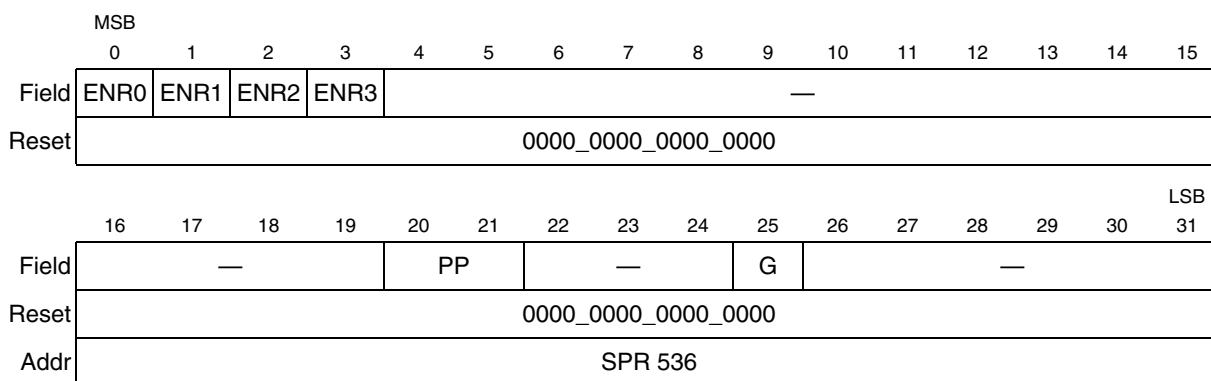 MSB
0 1 2 3 4 5 6 7 8 9 10 11 12 13 14 15
Field ENR0 ENR1 ENR2 ENR3 —
Reset 0000_0000_0000_0000
LSB
16 17 18 19 20 21 22 23 24 25 26 27 28 29 30 31
Field — PP — G —
Reset 0000_0000_0000_0000
Addr SPR 536